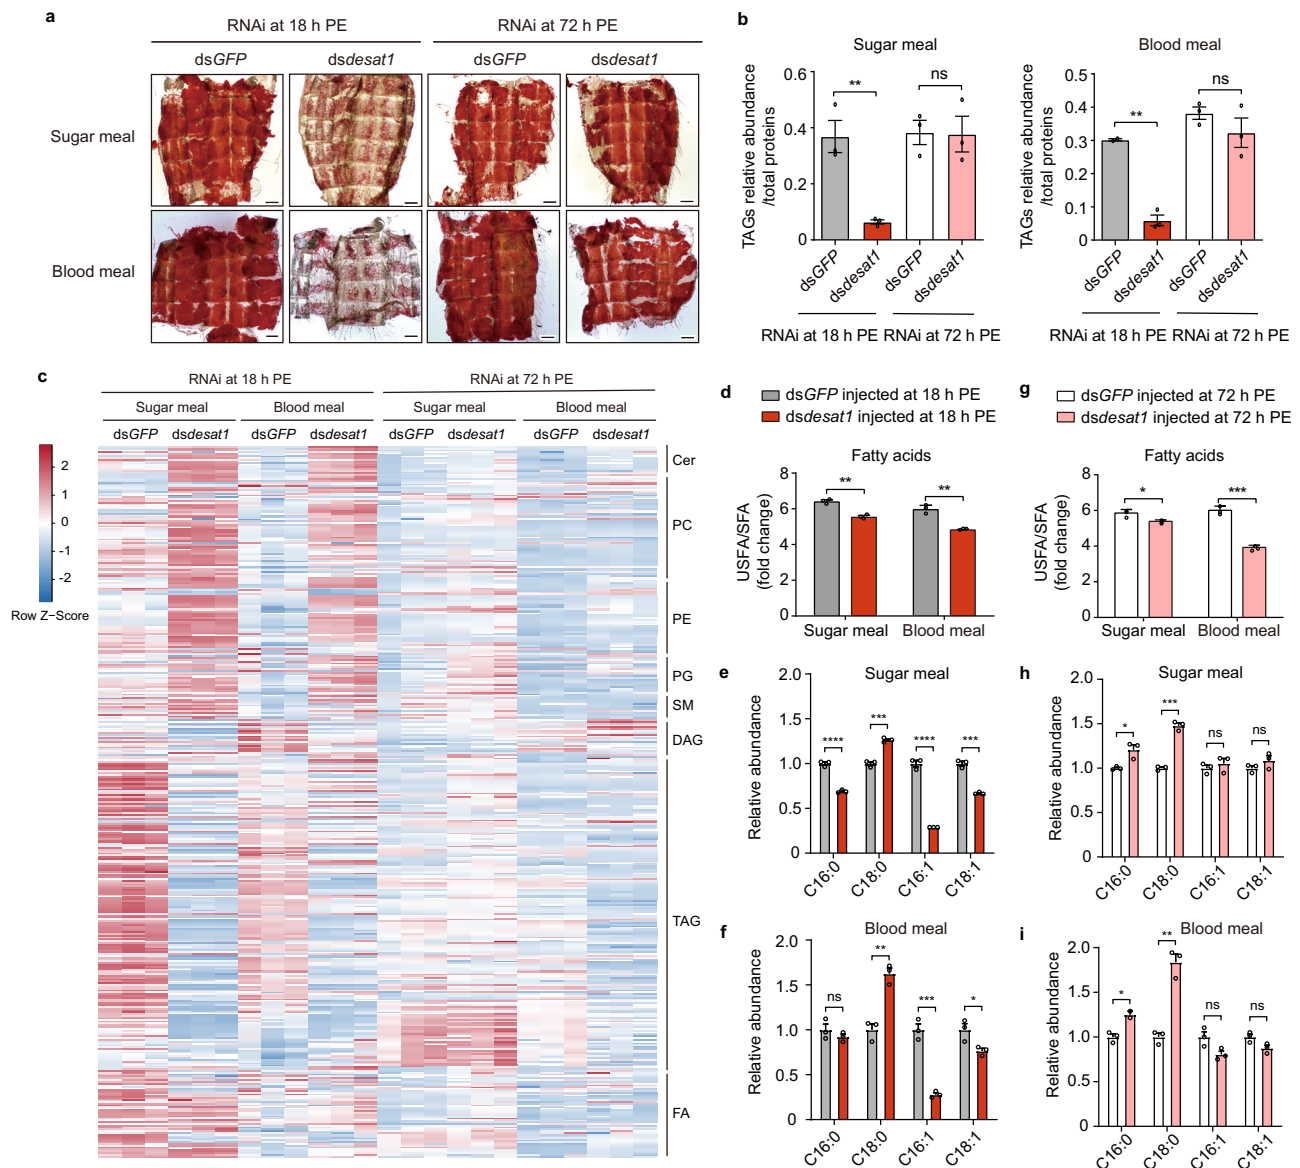 a
RNAi at 18 h PE
RNAi at 72 h PE
dsGFP
dsdesat1
dsGFP
dsdesat1
Sugar meal
Blood meal
b
Sugar meal
TAGs relative abundance
/total proteins
0.6
0.4
0.2
0
**
ns
dsGFP
dsdesat1
dsGFP
dsdesat1
RNAi at 18 h PE
RNAi at 72 h PE
Blood meal
TAGs relative abundance
/total proteins
0.5
0.4
0.3
0.2
0.1
0
**
ns
dsGFP
dsdesat1
dsGFP
dsdesat1
RNAi at 18 h PE
RNAi at 72 h PE
c
RNAi at 18 h PE
RNAi at 72 h PE
Sugar meal
Blood meal
Sugar meal
Blood meal
dsGFP
dsdesat1
dsGFP
dsdesat1
dsGFP
dsdesat1
dsGFP
dsdesat1
2
1
0
-1
-2
Row Z−Score
Cer
PC
PE
PG
SM
DAG
TAG
FA
d
dsGFP injected at 18 h PE
dsdesat1 injected at 18 h PE
Fatty acids
USFA/SFA
(fold change)
8
6
4
2
0
**
**
Sugar meal
Blood meal
g
dsGFP injected at 72 h PE
dsdesat1 injected at 72 h PE
Fatty acids
USFA/SFA
(fold change)
8
6
4
2
0
*
***
Sugar meal
Blood meal
e
Sugar meal
Relative abundance
2.0
1.5
1.0
0.5
0
****
***
****
***
C16:0
C18:0
C16:1
C18:1
h
Sugar meal
Relative abundance
2.0
1.5
1.0
0.5
0
*
***
ns
ns
C16:0
C18:0
C16:1
C18:1
f
Blood meal
Relative abundance
2.0
1.5
1.0
0.5
0
ns
**
***
*
C16:0
C18:0
C16:1
C18:1
i
Blood meal
Relative abundance
2.0
1.5
1.0
0.5
0
*
**
ns
ns
C16:0
C18:0
C16:1
C18:1